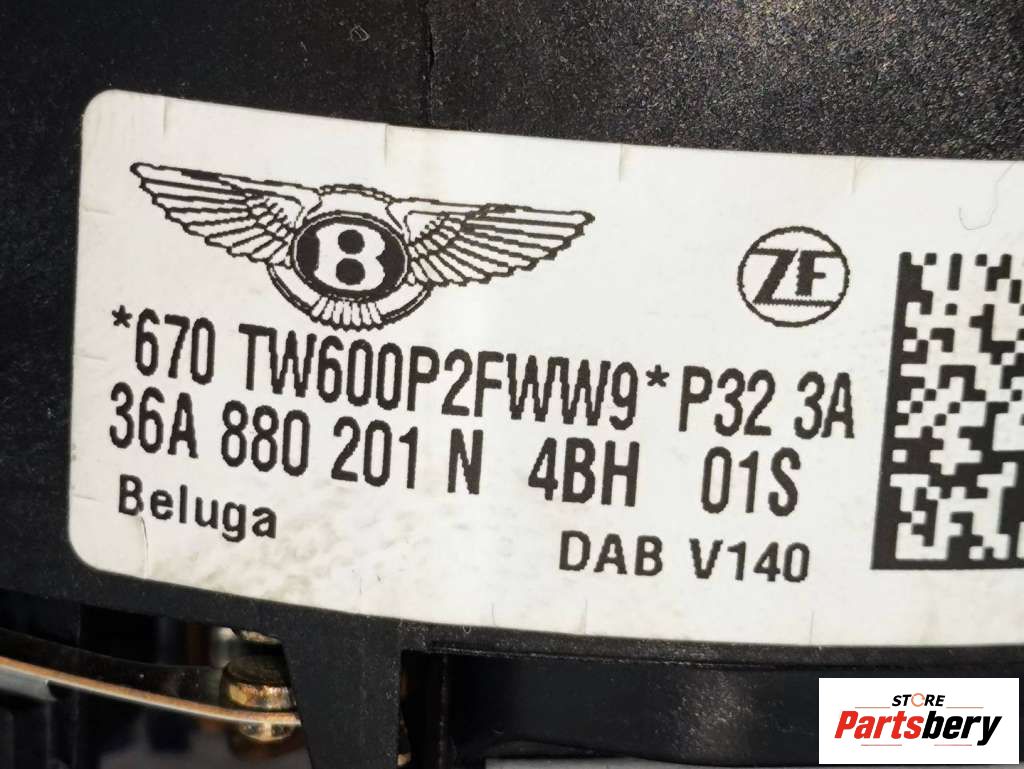 B
ZF
*670 TW600P2FWW9*P32 3A
36A 880 201 N 4BH 01S
Beluga
DAB V140
STORE
Partsbery